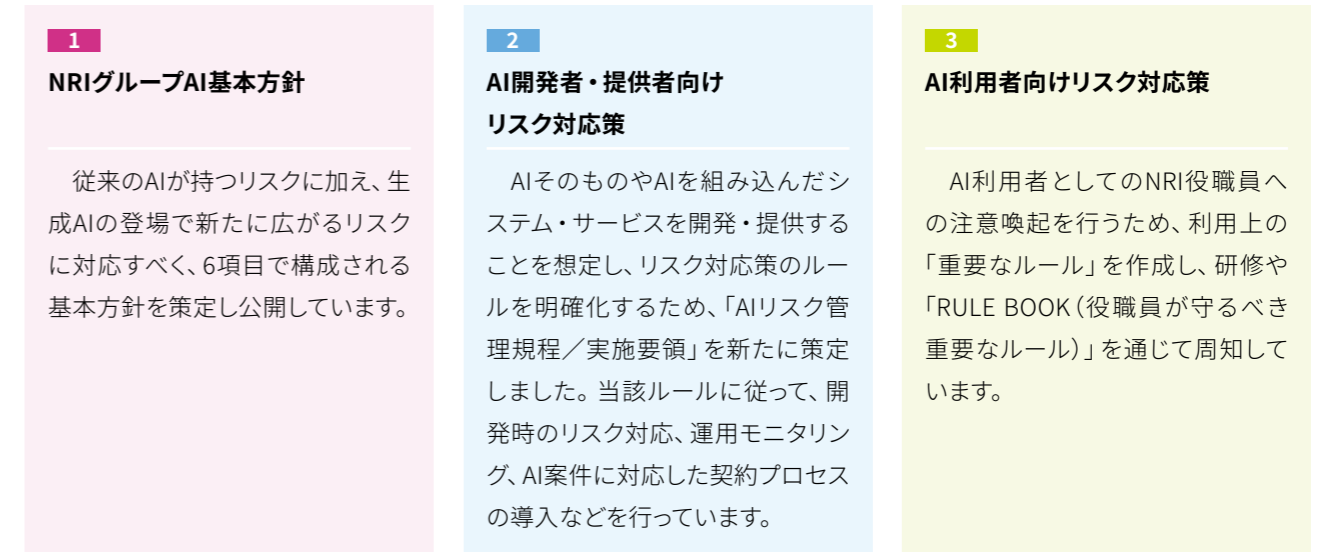 1
NRIグループAI基本方針
従来のAIが持つリスクに加え、生
成AIの登場で新たに広がるリスク
に対応すべく、6項目で構成される
基本方針を策定し公開しています。
2
AI開発者・提供者向け
リスク対応策
AIそのものやAIを組み込んだシ
ステム・サービスを開発・提供する
ことを想定し、リスク対応策のルー
ルを明確化するため、「AIリスク管
理規程／実施要領」を新たに策定
しました。当該ルールに従って、開
発時のリスク対応、運用モニタリン
グ、AI案件に対応した契約プロセス
の導入などを行っています。
3
AI利用者向けリスク対応策
AI利用者としてのNRI役職員へ
の注意喚起を行うため、利用上の
「重要なルール」を作成し、研修や
「RULE BOOK（役職員が守るべき
重要なルール）」を通じて周知して
います。